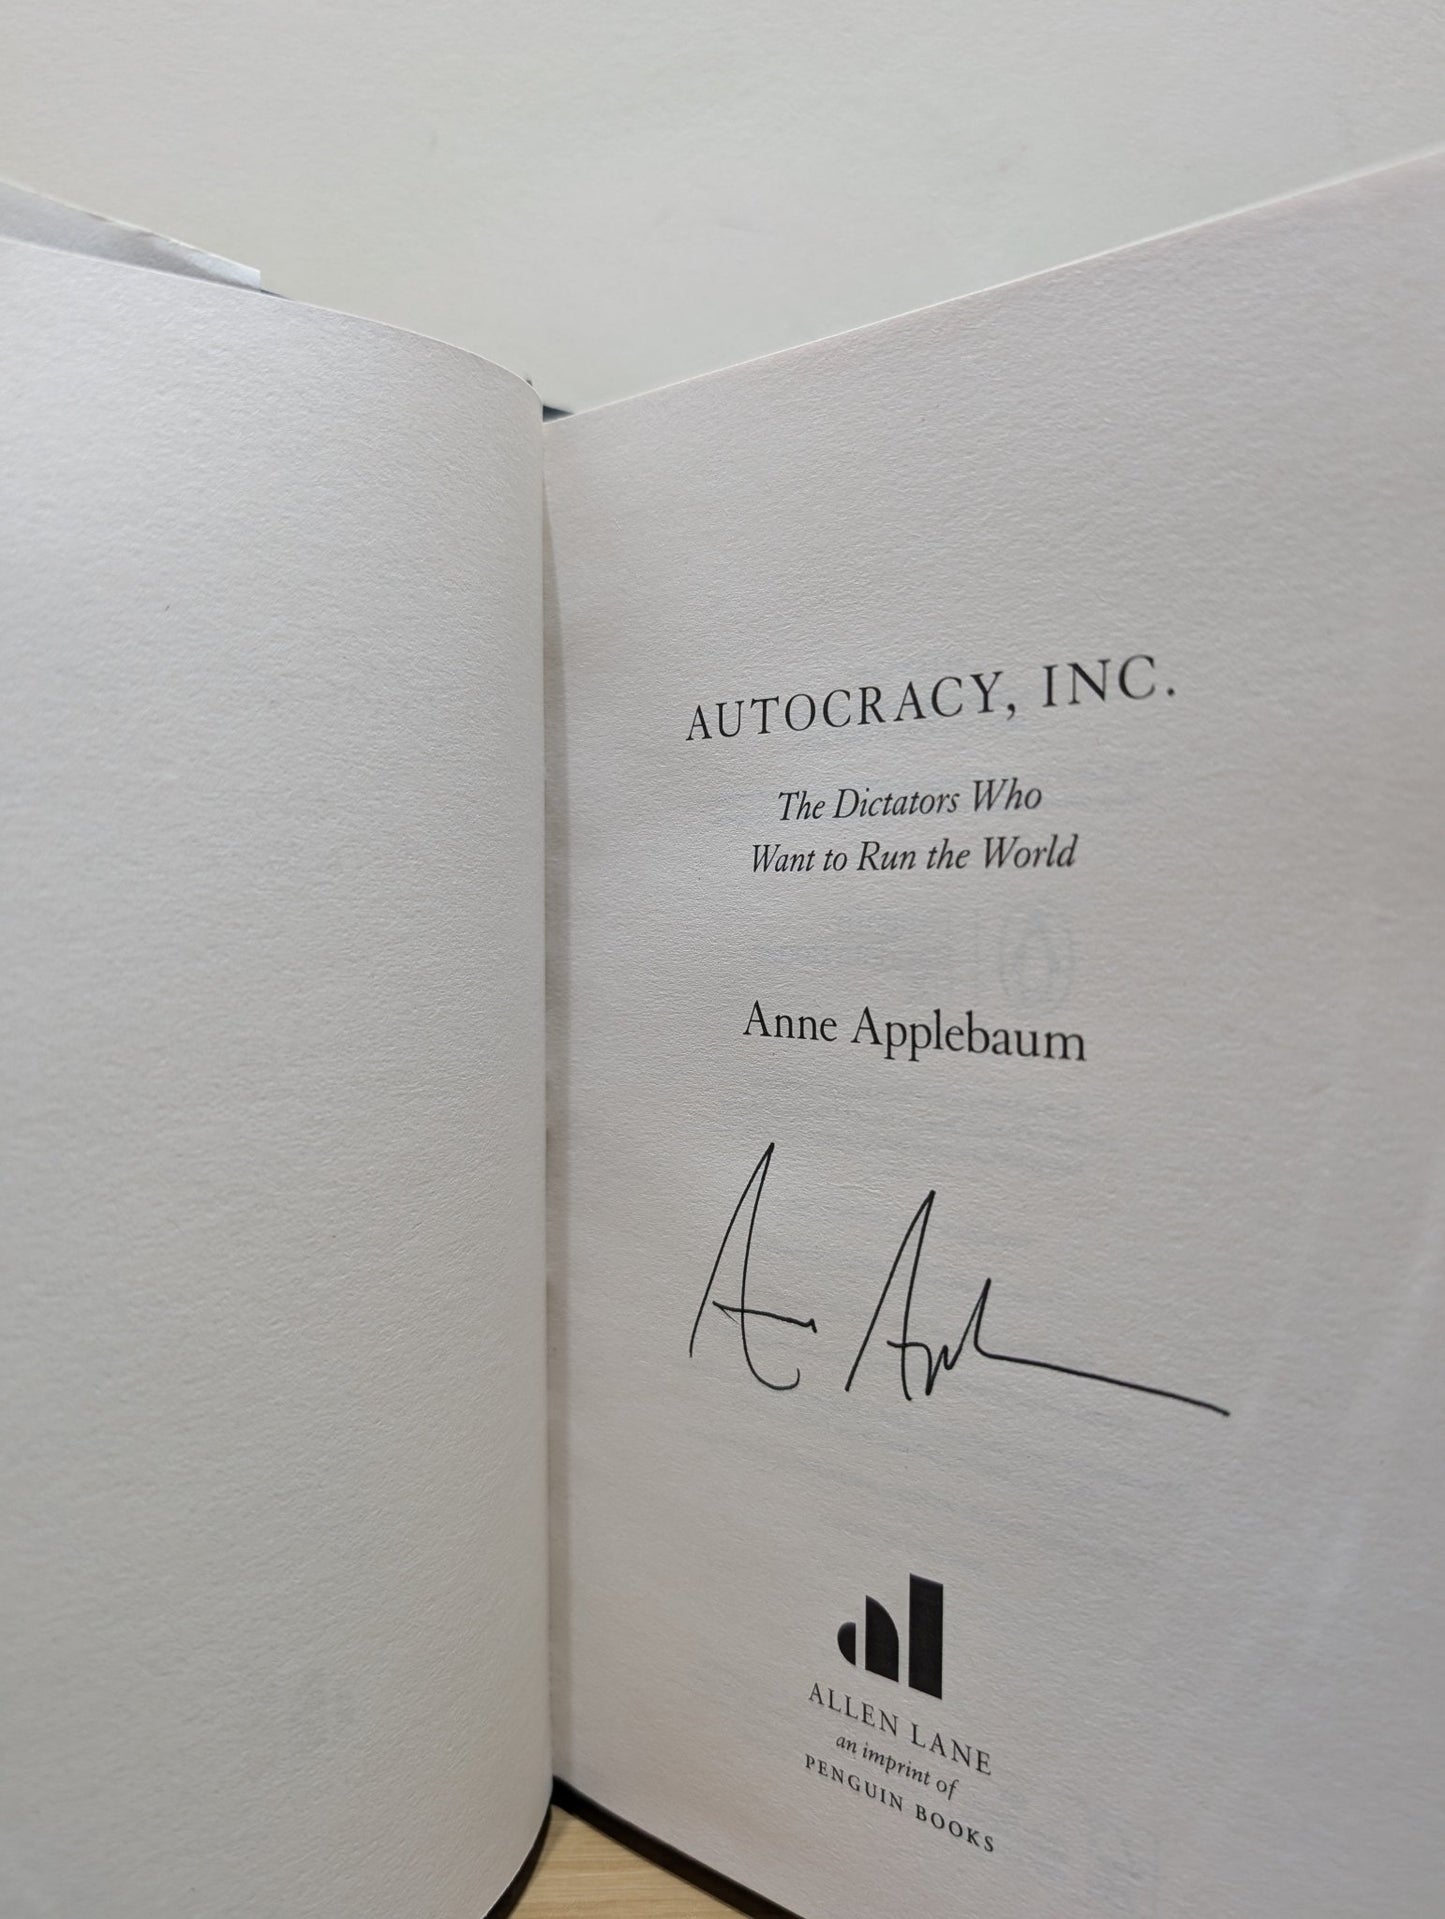 AUTOCRACY, INC.
The Dictators Who
Want to Run the World
Anne Applebaum
ALLEN LANE
an imprint of
PENGUIN BOOKS